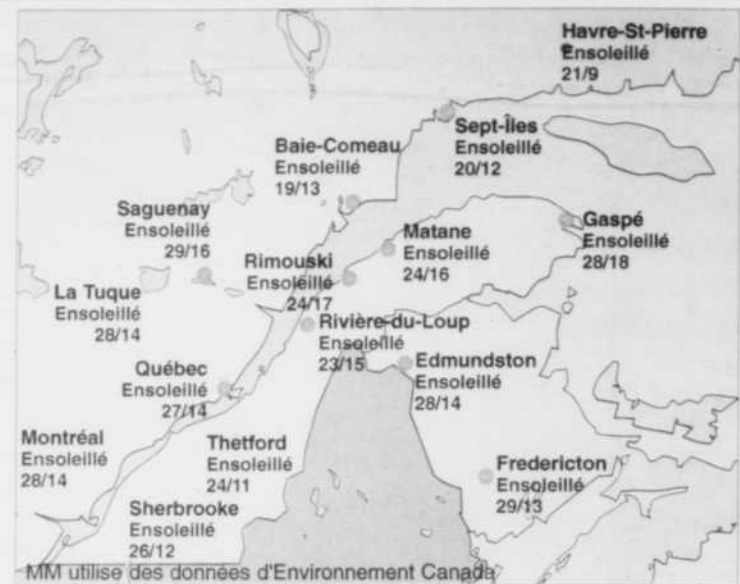 Havre-St-Pierre
Ensoleillé
21/9
Sept-Îles
Ensoleillé
20/12
Baie-Comeau
Ensoleillé
19/13
Saguenay
Ensoleillé
29/16
Matane
Ensoleillé
24/16
Gaspé
Ensoleillé
28/18
Rimouski
Ensoleillé
24/17
La Tuque
Ensoleillé
28/14
Rivière-du-Loup
Ensoleillé
23/15
Edmundston
Ensoleillé
28/14
Québec
Ensoleillé
27/14
Montréal
Ensoleillé
28/14
Thetford
Ensoleillé
24/11
Fredericton
Ensoleillé
29/13
Sherbrooke
Ensoleillé
26/12
MM utilise des données d'Environnement Canada